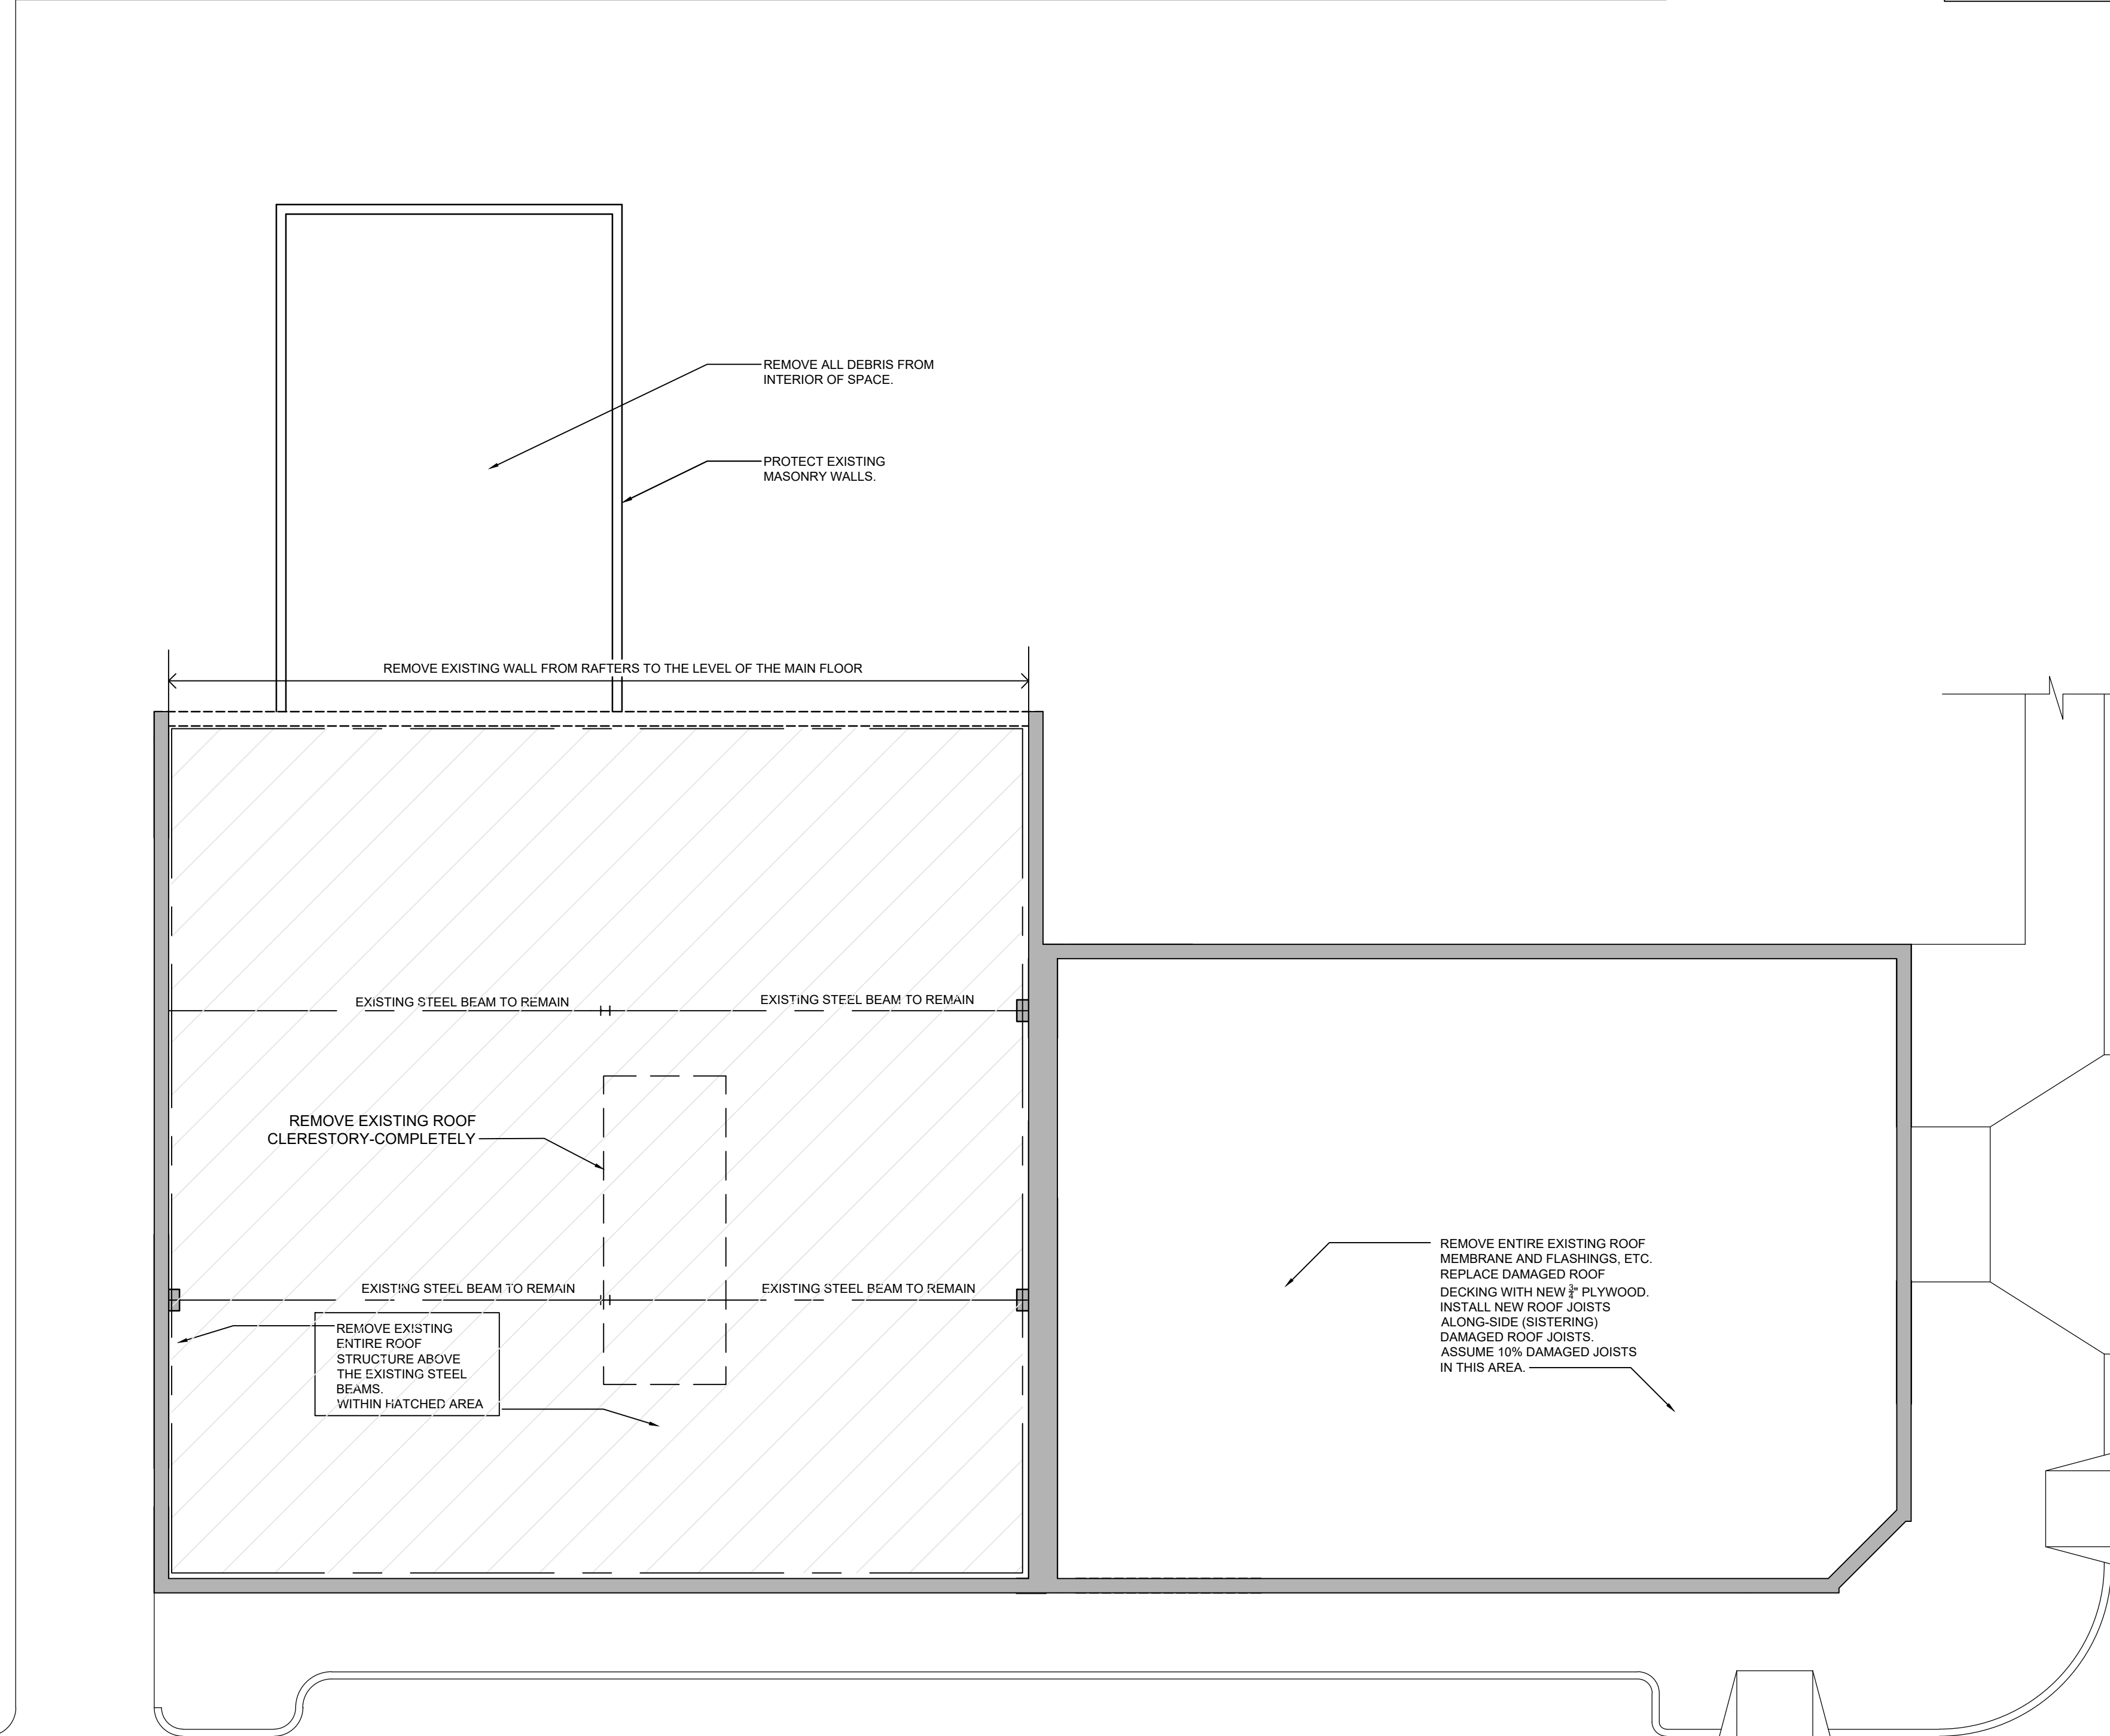 REMOVE ALL DEBRIS FROM
INTERIOR OF SPACE.
PROTECT EXISTING
MASONRY WALLS.
REMOVE EXISTING WALL FROM RAFTERS TO THE LEVEL OF THE MAIN FLOOR
EXISTING STEEL BEAM TO REMAIN
EXISTING STEEL BEAM TO REMAIN
REMOVE EXISTING ROOF
CLERESTORY-COMPLETELY
EXISTING STEEL BEAM TO REMAIN
EXISTING STEEL BEAM TO REMAIN
REMOVE EXISTING
ENTIRE ROOF
STRUCTURE ABOVE
THE EXISTING STEEL
BEAMS.
WITHIN HATCHED AREA
REMOVE ENTIRE EXISTING ROOF
MEMBRANE AND FLASHINGS, ETC.
REPLACE DAMAGED ROOF
DECKING WITH NEW 3/4" PLYWOOD.
INSTALL NEW ROOF JOISTS
ALONG-SIDE (SISTERING)
DAMAGED ROOF JOISTS.
ASSUME 10% DAMAGED JOISTS
IN THIS AREA.